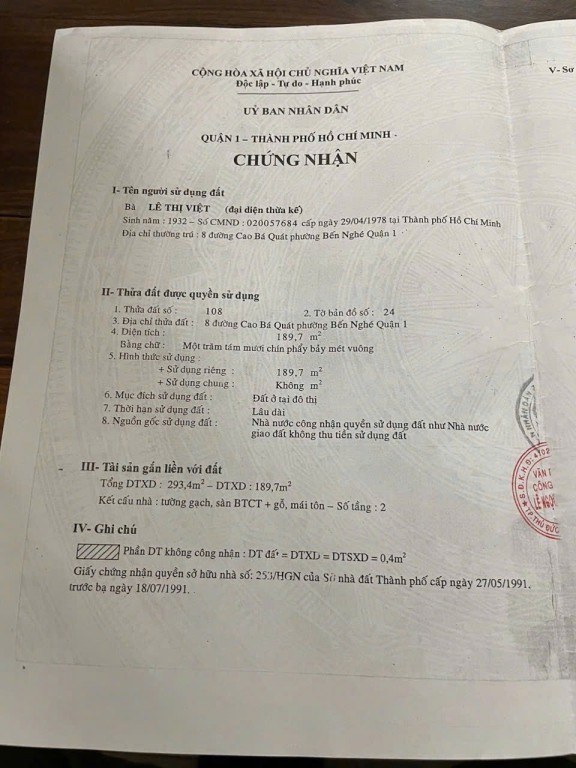 CỘNG HÒA XÃ HỘI CHỦ NGHĨA VIỆT NAM
Độc lập - Tự do - Hạnh phúc
V- Sơ
UỶ BAN NHÂN DÂN
QUẬN 1 – THÀNH PHỐ HỒ CHÍ MINH -
CHỨNG NHẬN
I- Tên người sử dụng đất
Bà LÊ THỊ VIỆT (đại diện thừa kế)
Sinh năm : 1932 – Số CMND : 020057684 cấp ngày 29/04/1978 tại Thành phố Hồ Chí Minh
Địa chỉ thường trú : 8 đường Cao Bá Quát phường Bến Nghé Quận 1
II- Thửa đất được quyền sử dụng
1. Thửa đất số : 108 2. Tờ bản đồ số : 24
3. Địa chỉ thửa đất : 8 đường Cao Bá Quát phường Bến Nghé Quận 1
4. Diện tích : 189,7 m²
Bằng chữ : Một trăm tám mươi chín phẩy bảy mét vuông
5. Hình thức sử dụng :
+ Sử dụng riêng : 189,7 m²
+ Sử dụng chung : Không m²
6. Mục đích sử dụng đất : Đất ở tại đô thị
7. Thời hạn sử dụng đất : Lâu dài
8. Nguồn gốc sử dụng đất : Nhà nước công nhận quyền sử dụng đất như Nhà nước
giao đất không thu tiền sử dụng đất
III- Tài sản gắn liền với đất
Tổng DTXD : 293,4m² – DTXD : 189,7m²
Kết cấu nhà : tường gạch, sàn BTCT + gỗ, mái tôn – Số tầng : 2
IV- Ghi chú
Phần DT không công nhận : DT đất = DTXD = DTSXD = 0,4m²
Giấy chứng nhận quyền sở hữu nhà số: 253/HGN của Sở nhà đất Thành phố cấp ngày 27/05/1991,
trước bạ ngày 18/07/1991.
NHÂN DÂN
S.Đ.K.H.Đ
VĂN
CÔNG
TP THỦ ĐỨC